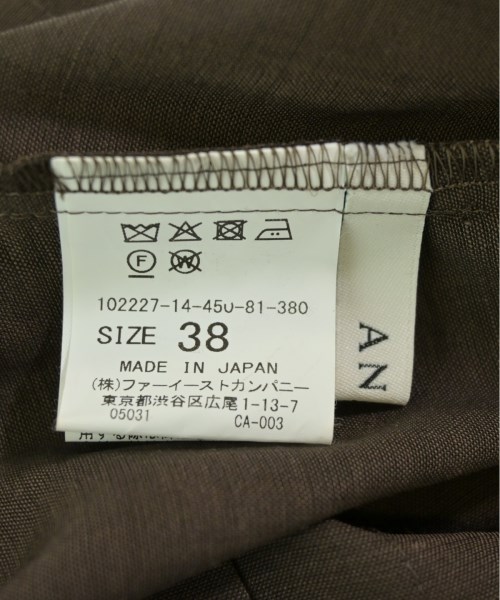 F W
102227-14-450-81-380
SIZE 38
MADE IN JAPAN
(株)ファーイーストカンパニー
東京都渋谷区広尾1-13-7
05031 CA-003
AN